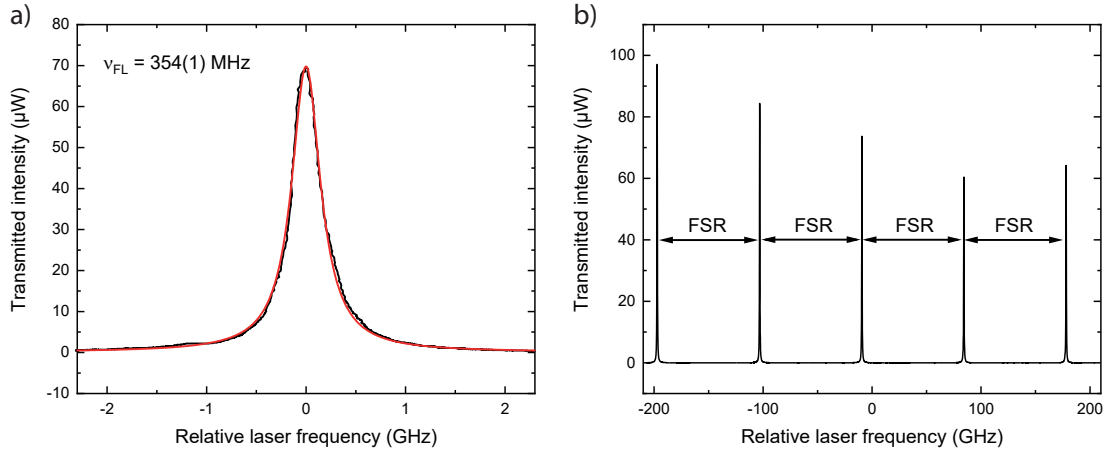 a)
ν_FL = 354(1) MHz
80
70
60
50
40
30
20
10
0
-10
-2 -1 0 1 2
Transmitted intensity (µW)
Relative laser frequency (GHz)
b)
100
80
60
40
20
0
FSR FSR FSR FSR
-200 -100 0 100 200
Transmitted intensity (µW)
Relative laser frequency (GHz)